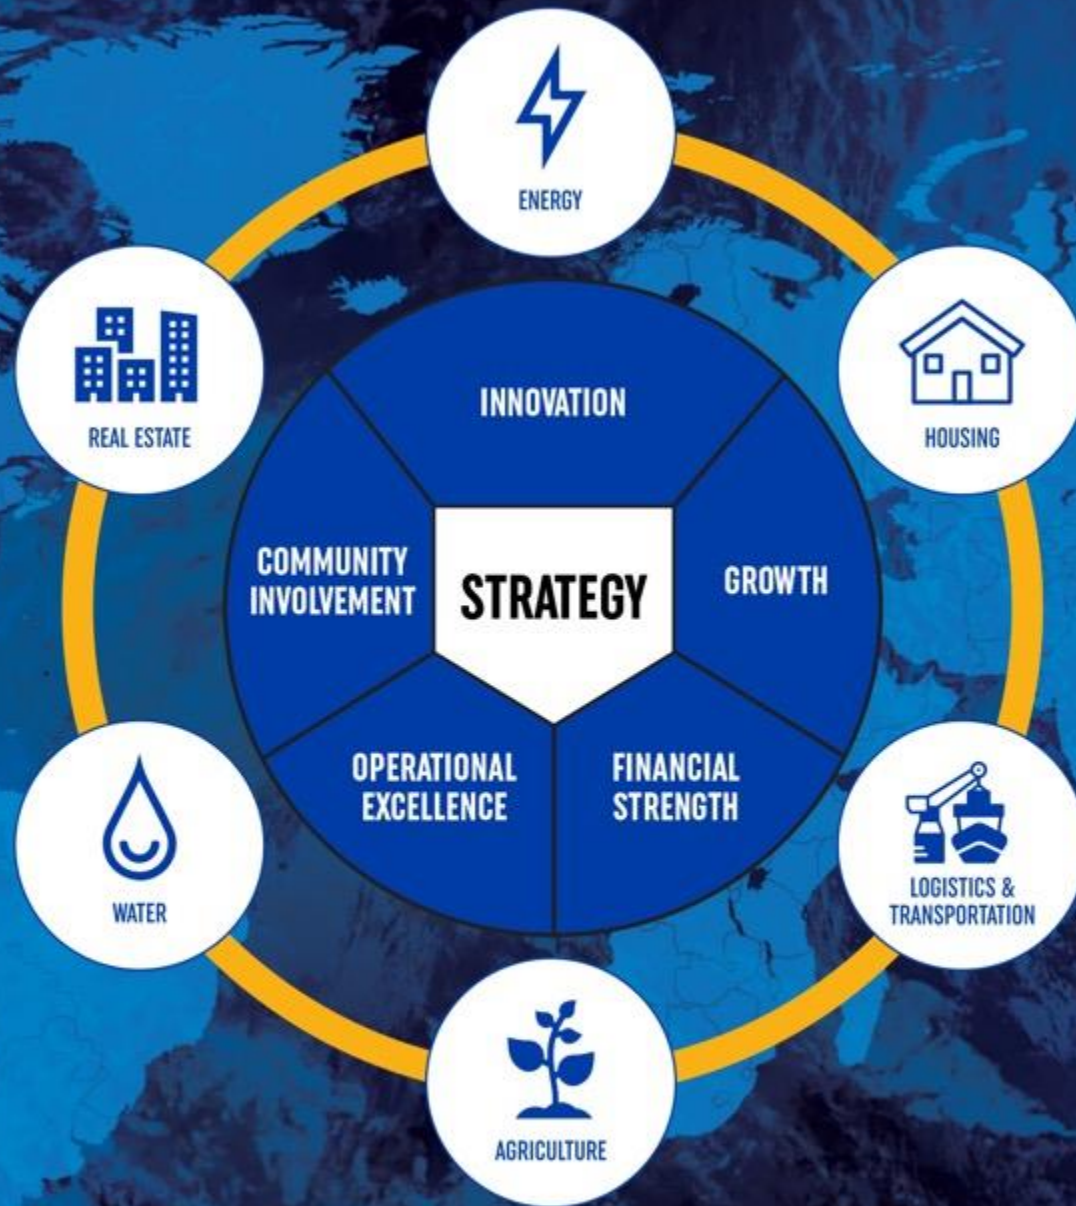 ENERGY
REAL ESTATE
HOUSING
INNOVATION
COMMUNITY
INVOLVEMENT
STRATEGY
GROWTH
OPERATIONAL
EXCELLENCE
FINANCIAL
STRENGTH
WATER
LOGISTICS &
TRANSPORTATION
AGRICULTURE